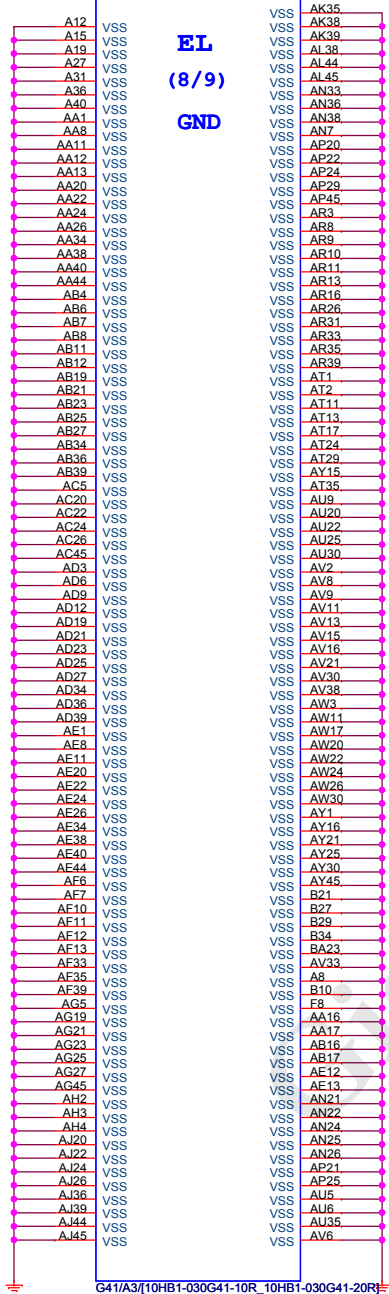 VSS AK35
A12 VSS VSS AK38
A15 VSS EL VSS AK39
A19 VSS VSS AL38
A27 VSS VSS AL44
A31 VSS (8/9) VSS AL45
A36 VSS VSS AN33
A40 VSS VSS AN36
AA1 VSS GND VSS AN38
AA8 VSS VSS AN7
AA11 VSS VSS AP20
AA12 VSS VSS AP22
AA13 VSS VSS AP24
AA20 VSS VSS AP29
AA22 VSS VSS AP45
AA24 VSS VSS AR3
AA26 VSS VSS AR8
AA34 VSS VSS AR9
AA38 VSS VSS AR10
AA40 VSS VSS AR11
AA44 VSS VSS AR13
AB4 VSS VSS AR16
AB6 VSS VSS AR26
AB7 VSS VSS AR31
AB8 VSS VSS AR33
AB11 VSS VSS AR35
AB12 VSS VSS AR39
AB19 VSS VSS AT1
AB21 VSS VSS AT2
AB23 VSS VSS AT11
AB25 VSS VSS AT13
AB27 VSS VSS AT17
AB34 VSS VSS AT24
AB36 VSS VSS AT29
AB39 VSS VSS AY15
AC5 VSS VSS AT35
AC20 VSS VSS AU9
AC22 VSS VSS AU20
AC24 VSS VSS AU22
AC26 VSS VSS AU25
AC45 VSS VSS AU30
AD3 VSS VSS AV2
AD6 VSS VSS AV8
AD9 VSS VSS AV9
AD12 VSS VSS AV11
AD19 VSS VSS AV13
AD21 VSS VSS AV15
AD23 VSS VSS AV16
AD25 VSS VSS AV21
AD27 VSS VSS AV30
AD34 VSS VSS AV38
AD36 VSS VSS AW3
AD39 VSS VSS AW11
AE1 VSS VSS AW17
AE8 VSS VSS AW20
AE11 VSS VSS AW22
AE20 VSS VSS AW24
AE22 VSS VSS AW26
AE24 VSS VSS AW30
AE26 VSS VSS AY1
AE34 VSS VSS AY16
AE38 VSS VSS AY21
AE40 VSS VSS AY25
AE44 VSS VSS AY30
AF6 VSS VSS AY45
AF7 VSS VSS B21
AF10 VSS VSS B27
AF11 VSS VSS B29
AF12 VSS VSS B34
AF13 VSS VSS BA23
AF33 VSS VSS AV33
AF35 VSS VSS A8
AF39 VSS VSS B10
AG5 VSS VSS F8
AG19 VSS VSS AA16
AG21 VSS VSS AA17
AG23 VSS VSS AB16
AG25 VSS VSS AB17
AG27 VSS VSS AE12
AG45 VSS VSS AE13
AH2 VSS VSS AN21
AH3 VSS VSS AN22
AH4 VSS VSS AN24
AJ20 VSS VSS AN25
AJ22 VSS VSS AN26
AJ24 VSS VSS AP21
AJ26 VSS VSS AP25
AJ36 VSS VSS AU5
AJ39 VSS VSS AU6
AJ44 VSS VSS AU35
AJ45 VSS VSS AV6
G41/A3/[10HB1-030G41-10R_10HB1-030G41-20R]